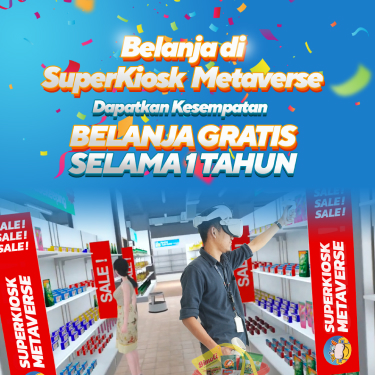 Belanja di
SuperKiosk Metaverse
Dapatkan Kesempatan
BELANJA GRATIS
SELAMA 1 TAHUN
SALE!
SALE!
SALE!
SUPERKIOSK
METAVERSE
SALE!
SALE!
SALE!
SALE!
SALE!
SUPERKIOSK
METAVERSE